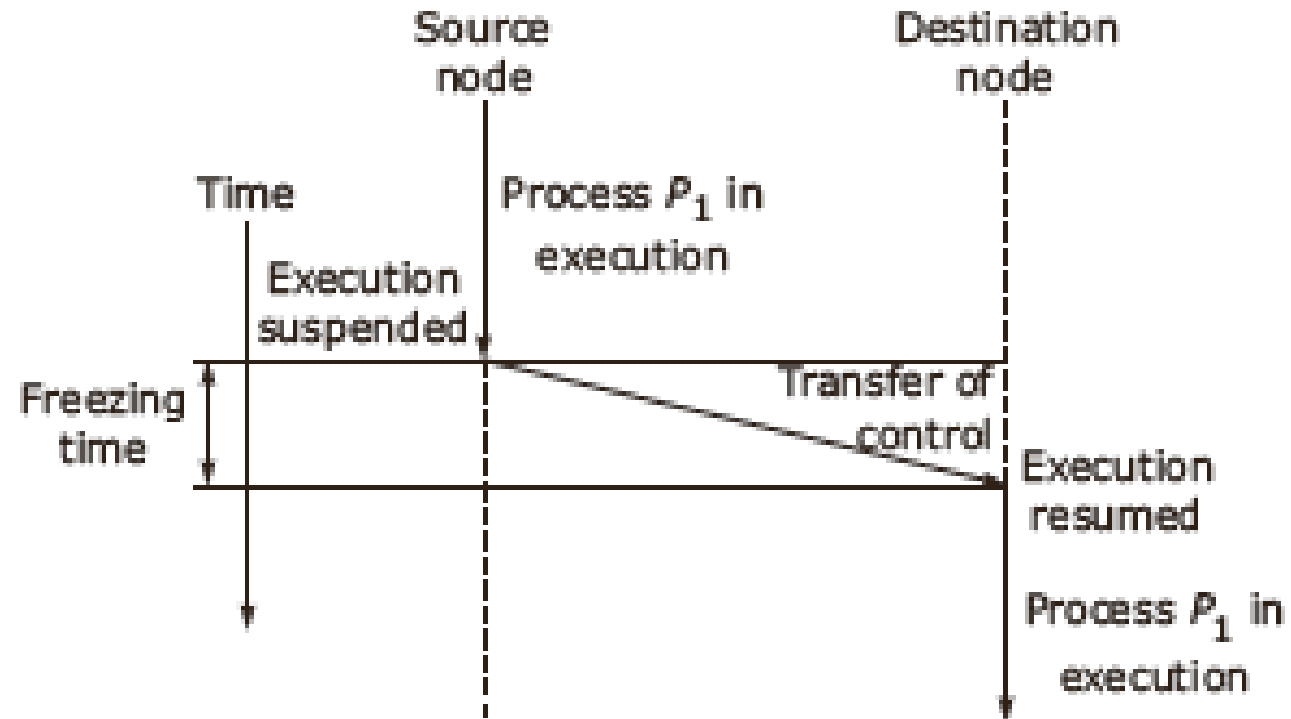 Source
node
Destination
node
Time
Process P1 in
execution
Execution
suspended
Freezing
time
Transfer of
control
Execution
resumed
Process P1 in
execution